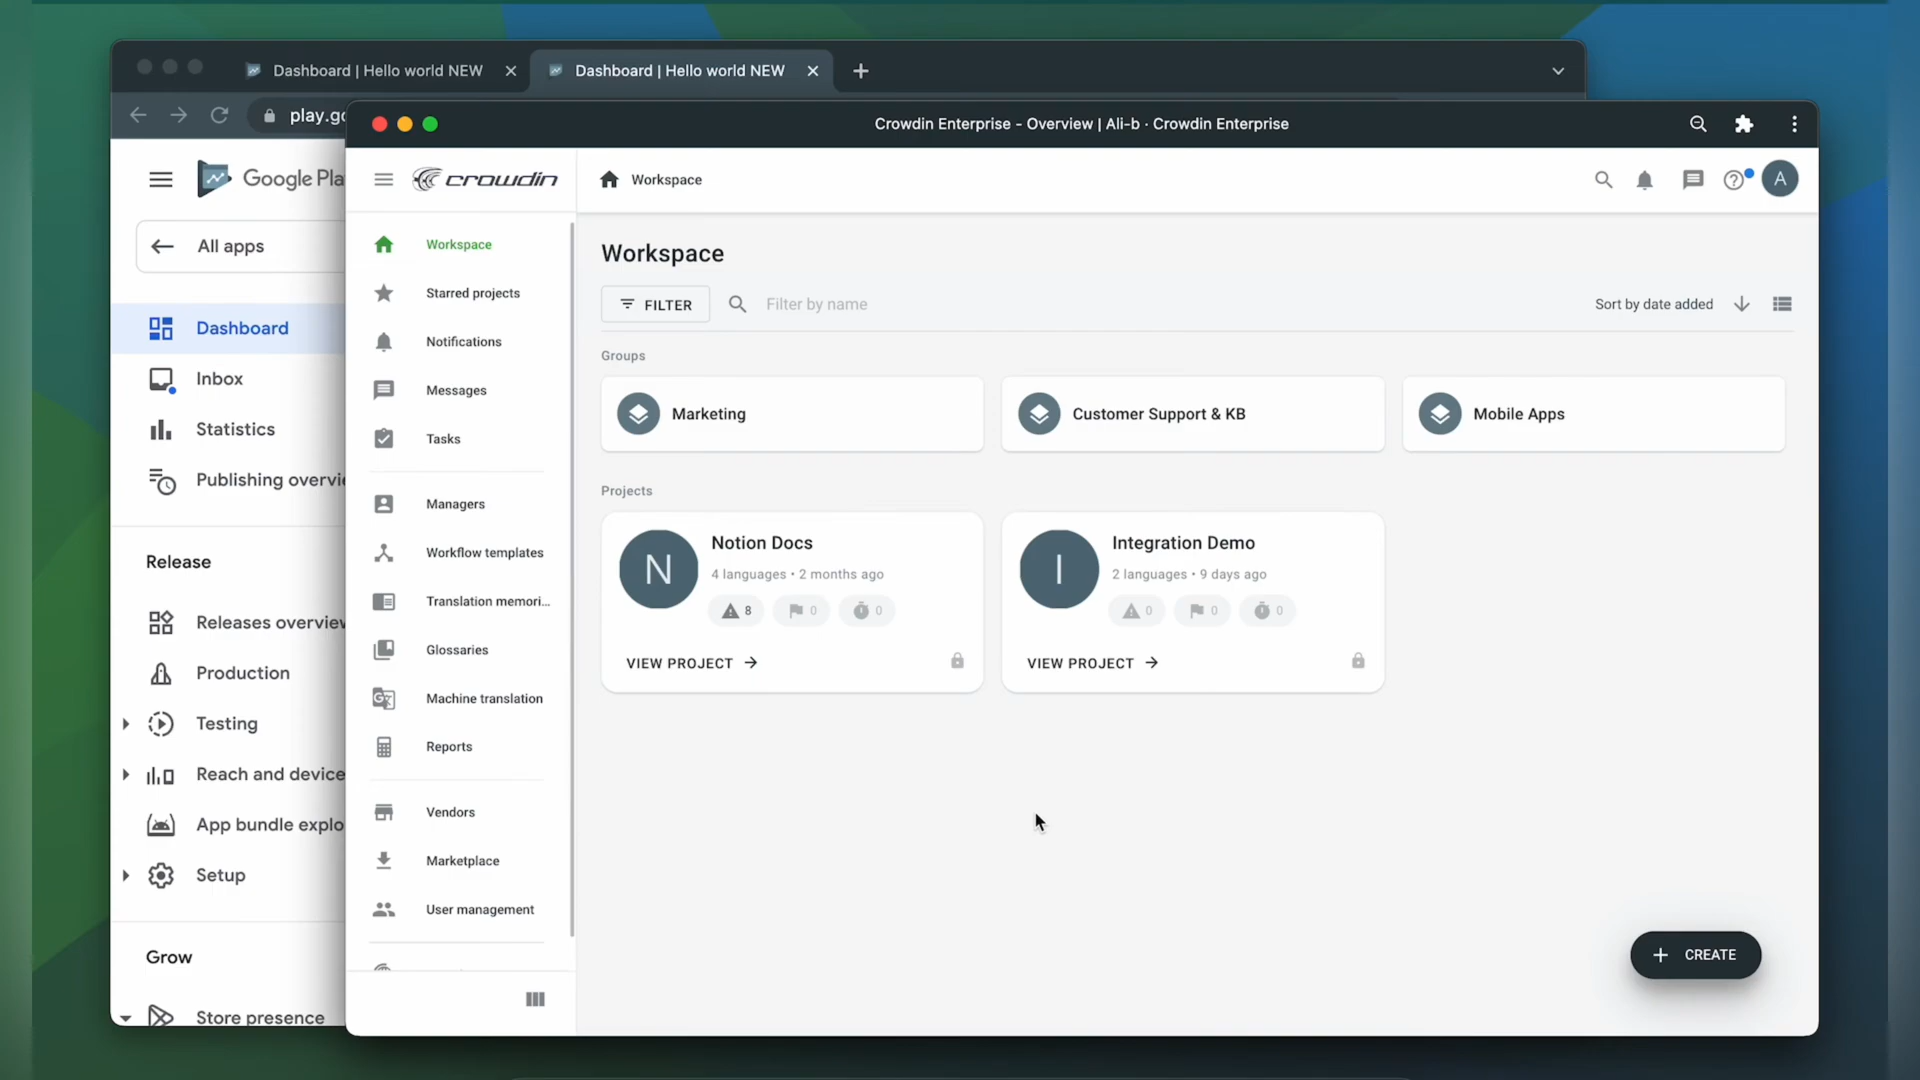 Dashboard | Hello world NEW
Dashboard | Hello world NEW
play.go
Crowdin Enterprise - Overview | Ali-b · Crowdin Enterprise
Google Pla
All apps
Dashboard
Inbox
Statistics
Publishing overvi
Release
Releases overview
Production
Testing
Reach and device
App bundle explo
Setup
Grow
Store presence
crowdin
Workspace
Starred projects
Notifications
Messages
Tasks
Managers
Workflow templates
Translation memori...
Glossaries
Machine translation
Reports
Vendors
Marketplace
User management
Workspace
A
Workspace
FILTER
Filter by name
Sort by date added
Groups
Marketing
Customer Support & KB
Mobile Apps
Projects
N
Notion Docs
4 languages • 2 months ago
8
0
0
VIEW PROJECT
I
Integration Demo
2 languages • 9 days ago
0
0
0
VIEW PROJECT
CREATE